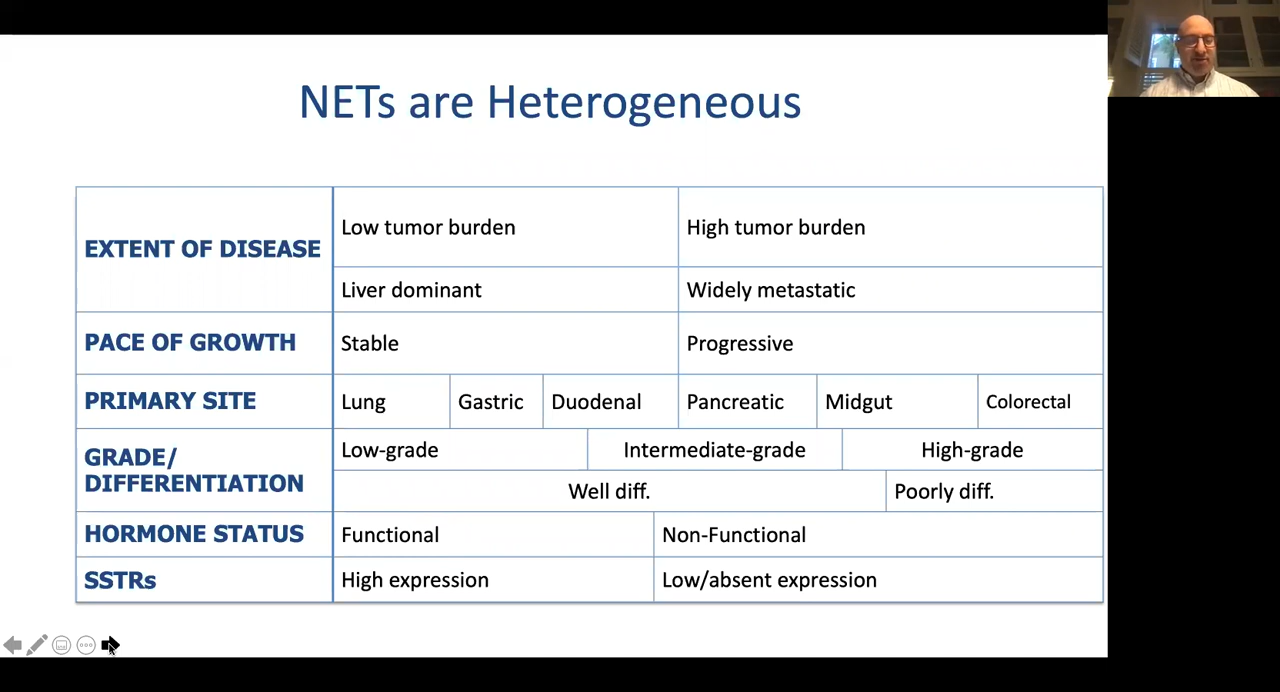 NETs are Heterogeneous
EXTENT OF DISEASE
Low tumor burden
High tumor burden
Liver dominant
Widely metastatic
PACE OF GROWTH
Stable
Progressive
PRIMARY SITE
Lung
Gastric
Duodenal
Pancreatic
Midgut
Colorectal
GRADE/
DIFFERENTIATION
Low-grade
Intermediate-grade
High-grade
Well diff.
Poorly diff.
HORMONE STATUS
Functional
Non-Functional
SSTRs
High expression
Low/absent expression